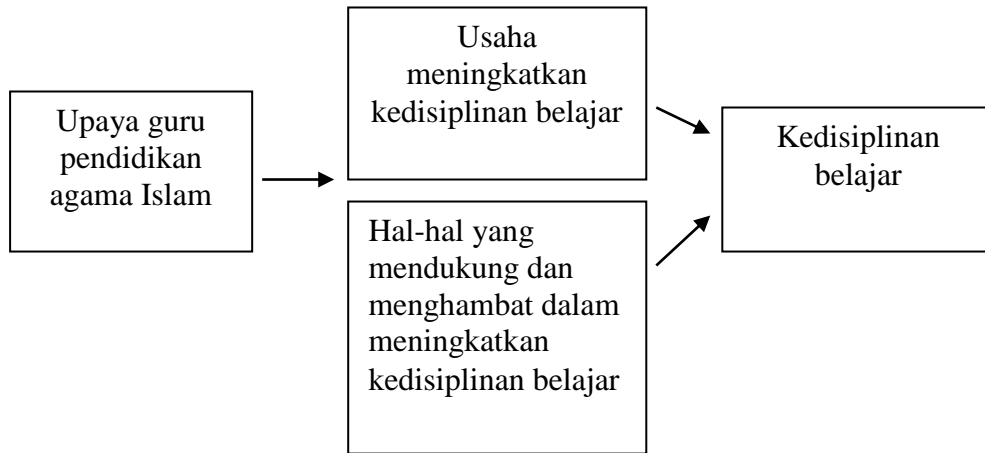 Upaya guru
pendidikan
agama Islam
Usaha
meningkatkan
kedisiplinan belajar
Hal-hal yang
mendukung dan
menghambat dalam
meningkatkan
kedisiplinan belajar
Kedisiplinan
belajar